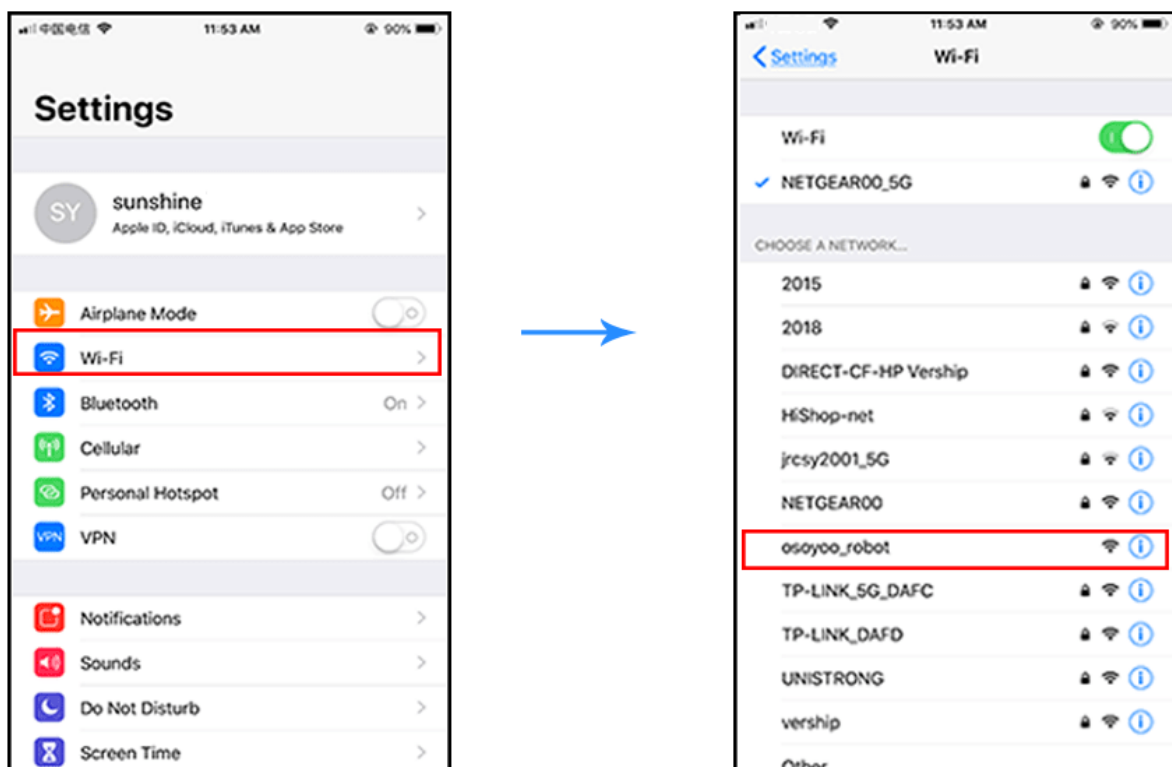 中国电信 11:53 AM 90%
Settings
SY
sunshine
Apple ID, iCloud, iTunes & App Store
Airplane Mode
Wi-Fi
Bluetooth On
Cellular
Personal Hotspot Off
VPN VPN
Notifications
Sounds
Do Not Disturb
Screen Time
11:53 AM 90%
Settings Wi-Fi
Wi-Fi
NETGEAR00_5G
CHOOSE A NETWORK...
2015
2018
DIRECT-CF-HP Vership
HiShop-net
jrcsy2001_5G
NETGEAR00
osoyoo_robot
TP-LINK_5G_DAFC
TP-LINK_DAFD
UNISTRONG
vership
Other